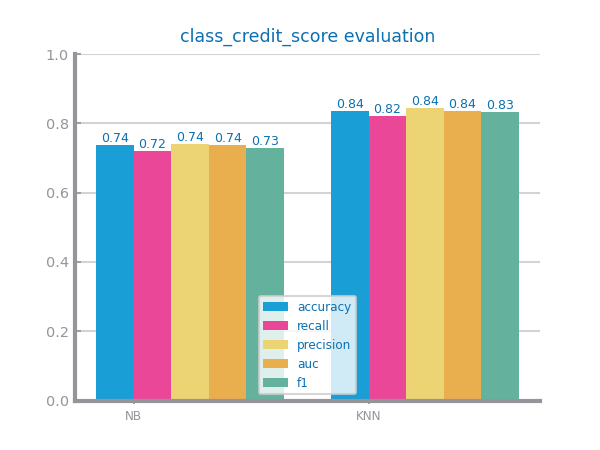 class_credit_score evaluation
1.0
0.8
0.6
0.4
0.2
0.0
0.74 0.72 0.74 0.74 0.73 0.84 0.82 0.84 0.84 0.83
accuracy
recall
precision
auc
f1
NB KNN